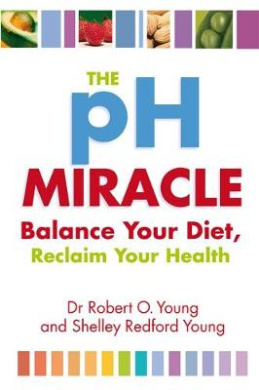 THE
pH
MIRACLE
Balance Your Diet,
Reclaim Your Health
Dr Robert O. Young
and Shelley Redford Young